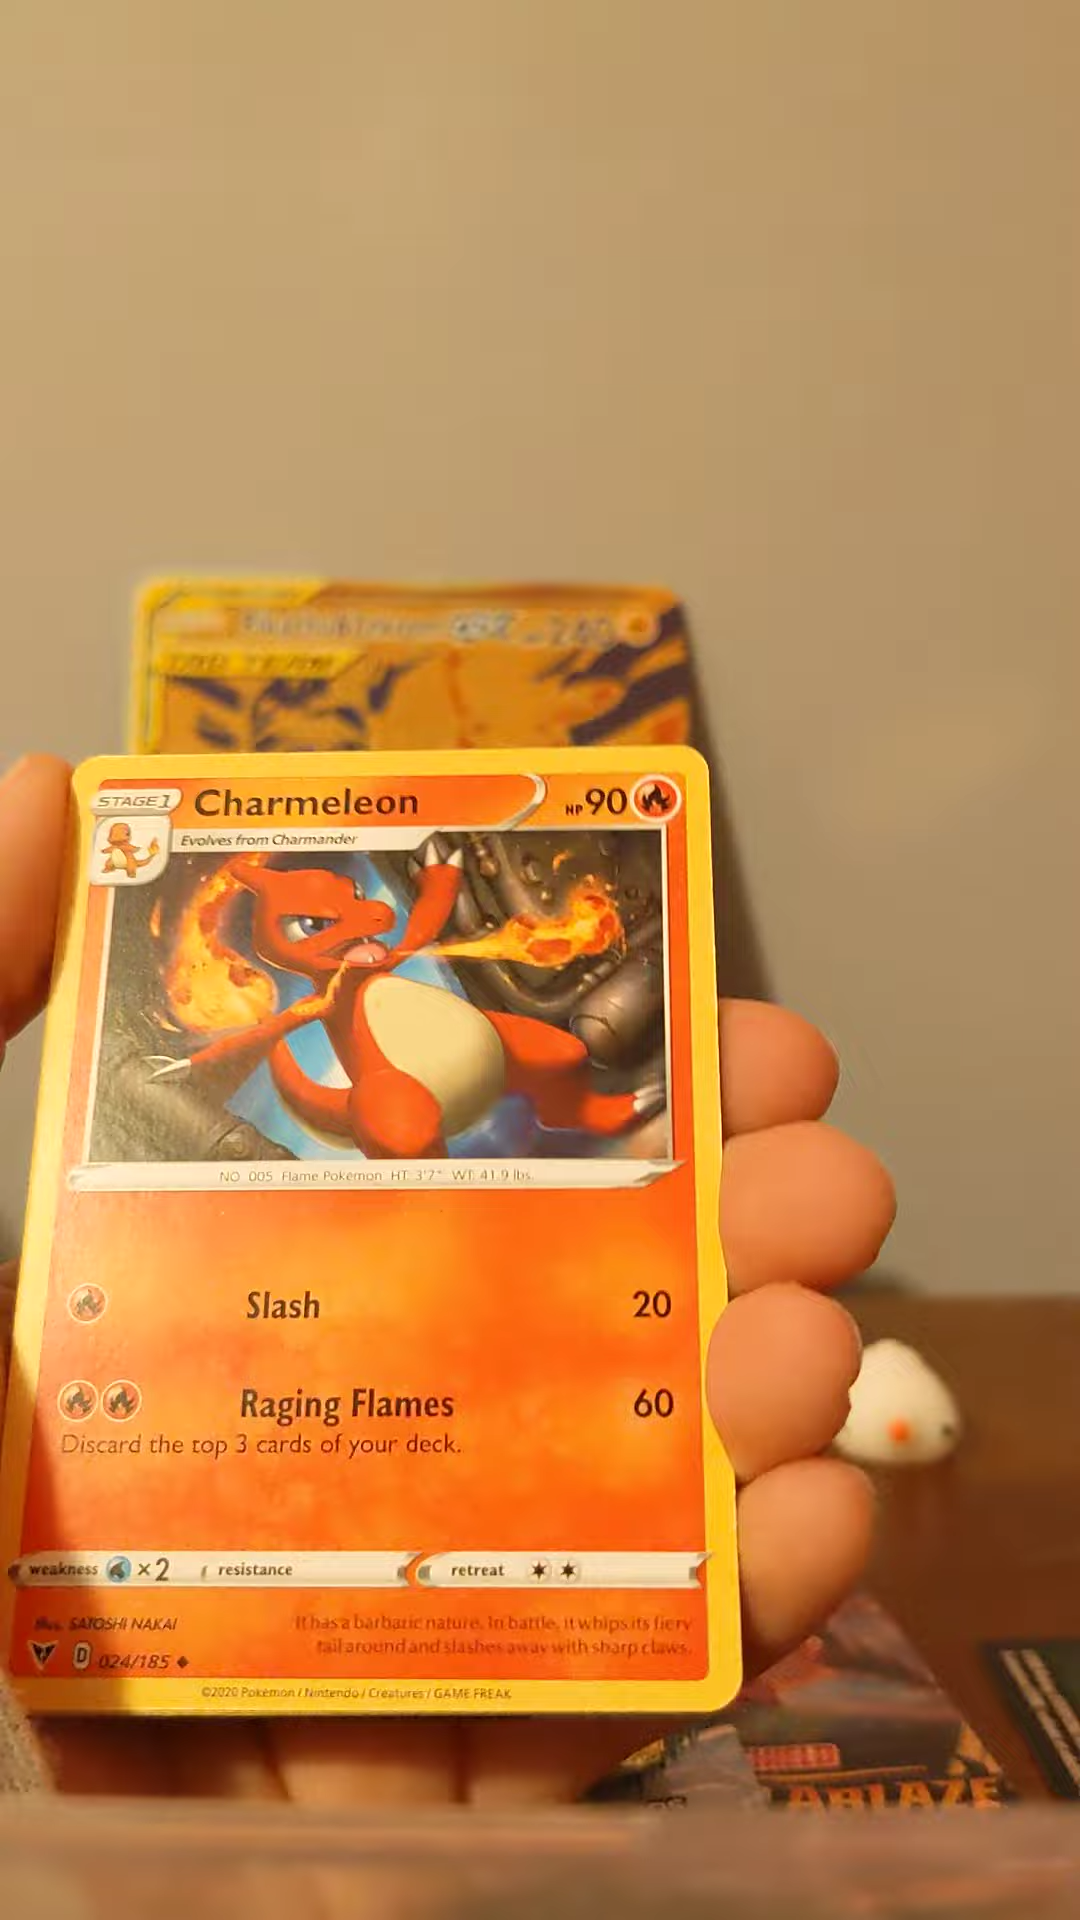 STAGE 1
Charmeleon
HP 90
Evolves from Charmander
NO. 005 Flame Pokémon HT: 3'7" WT: 41.9 lbs.
Slash 20
Raging Flames 60
Discard the top 3 cards of your deck.
weakness ×2 resistance retreat
Illus. SATOSHI NAKAI
It has a barbaric nature. In battle, it whips its fiery
tail around and slashes away with sharp claws.
D 024/185
©2020 Pokémon / Nintendo / Creatures / GAME FREAK
ABLAZE